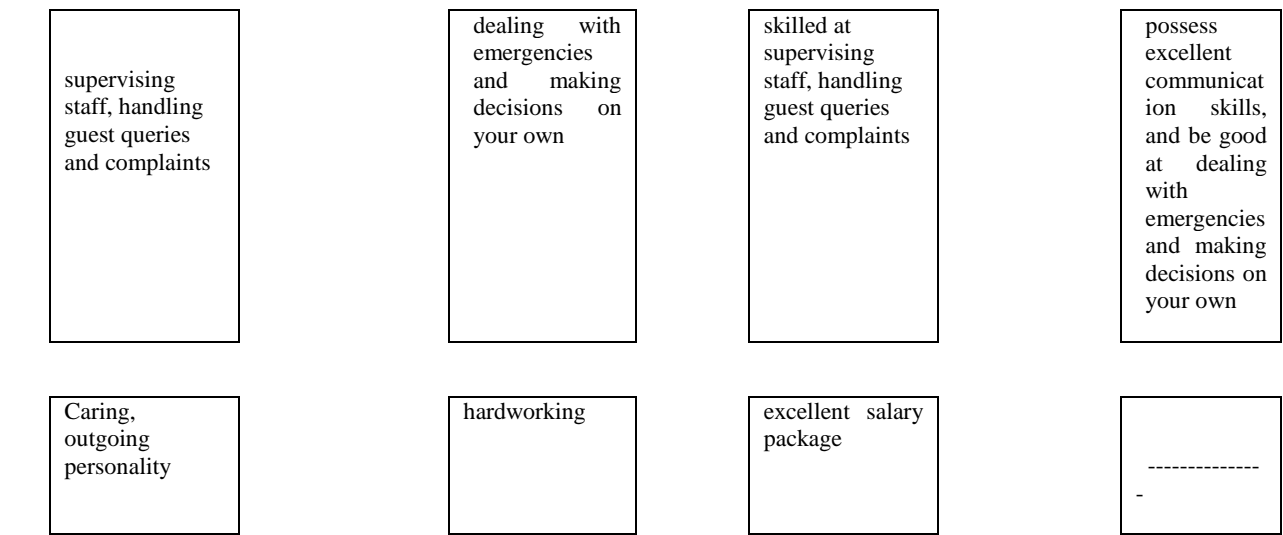 supervising
staff, handling
guest queries
and complaints
dealing with
emergencies
and making
decisions on
your own
skilled at
supervising
staff, handling
guest queries
and complaints
possess
excellent
communicat
ion skills,
and be good
at dealing
with
emergencies
and making
decisions on
your own
Caring,
outgoing
personality
hardworking
excellent salary
package
--------------
-